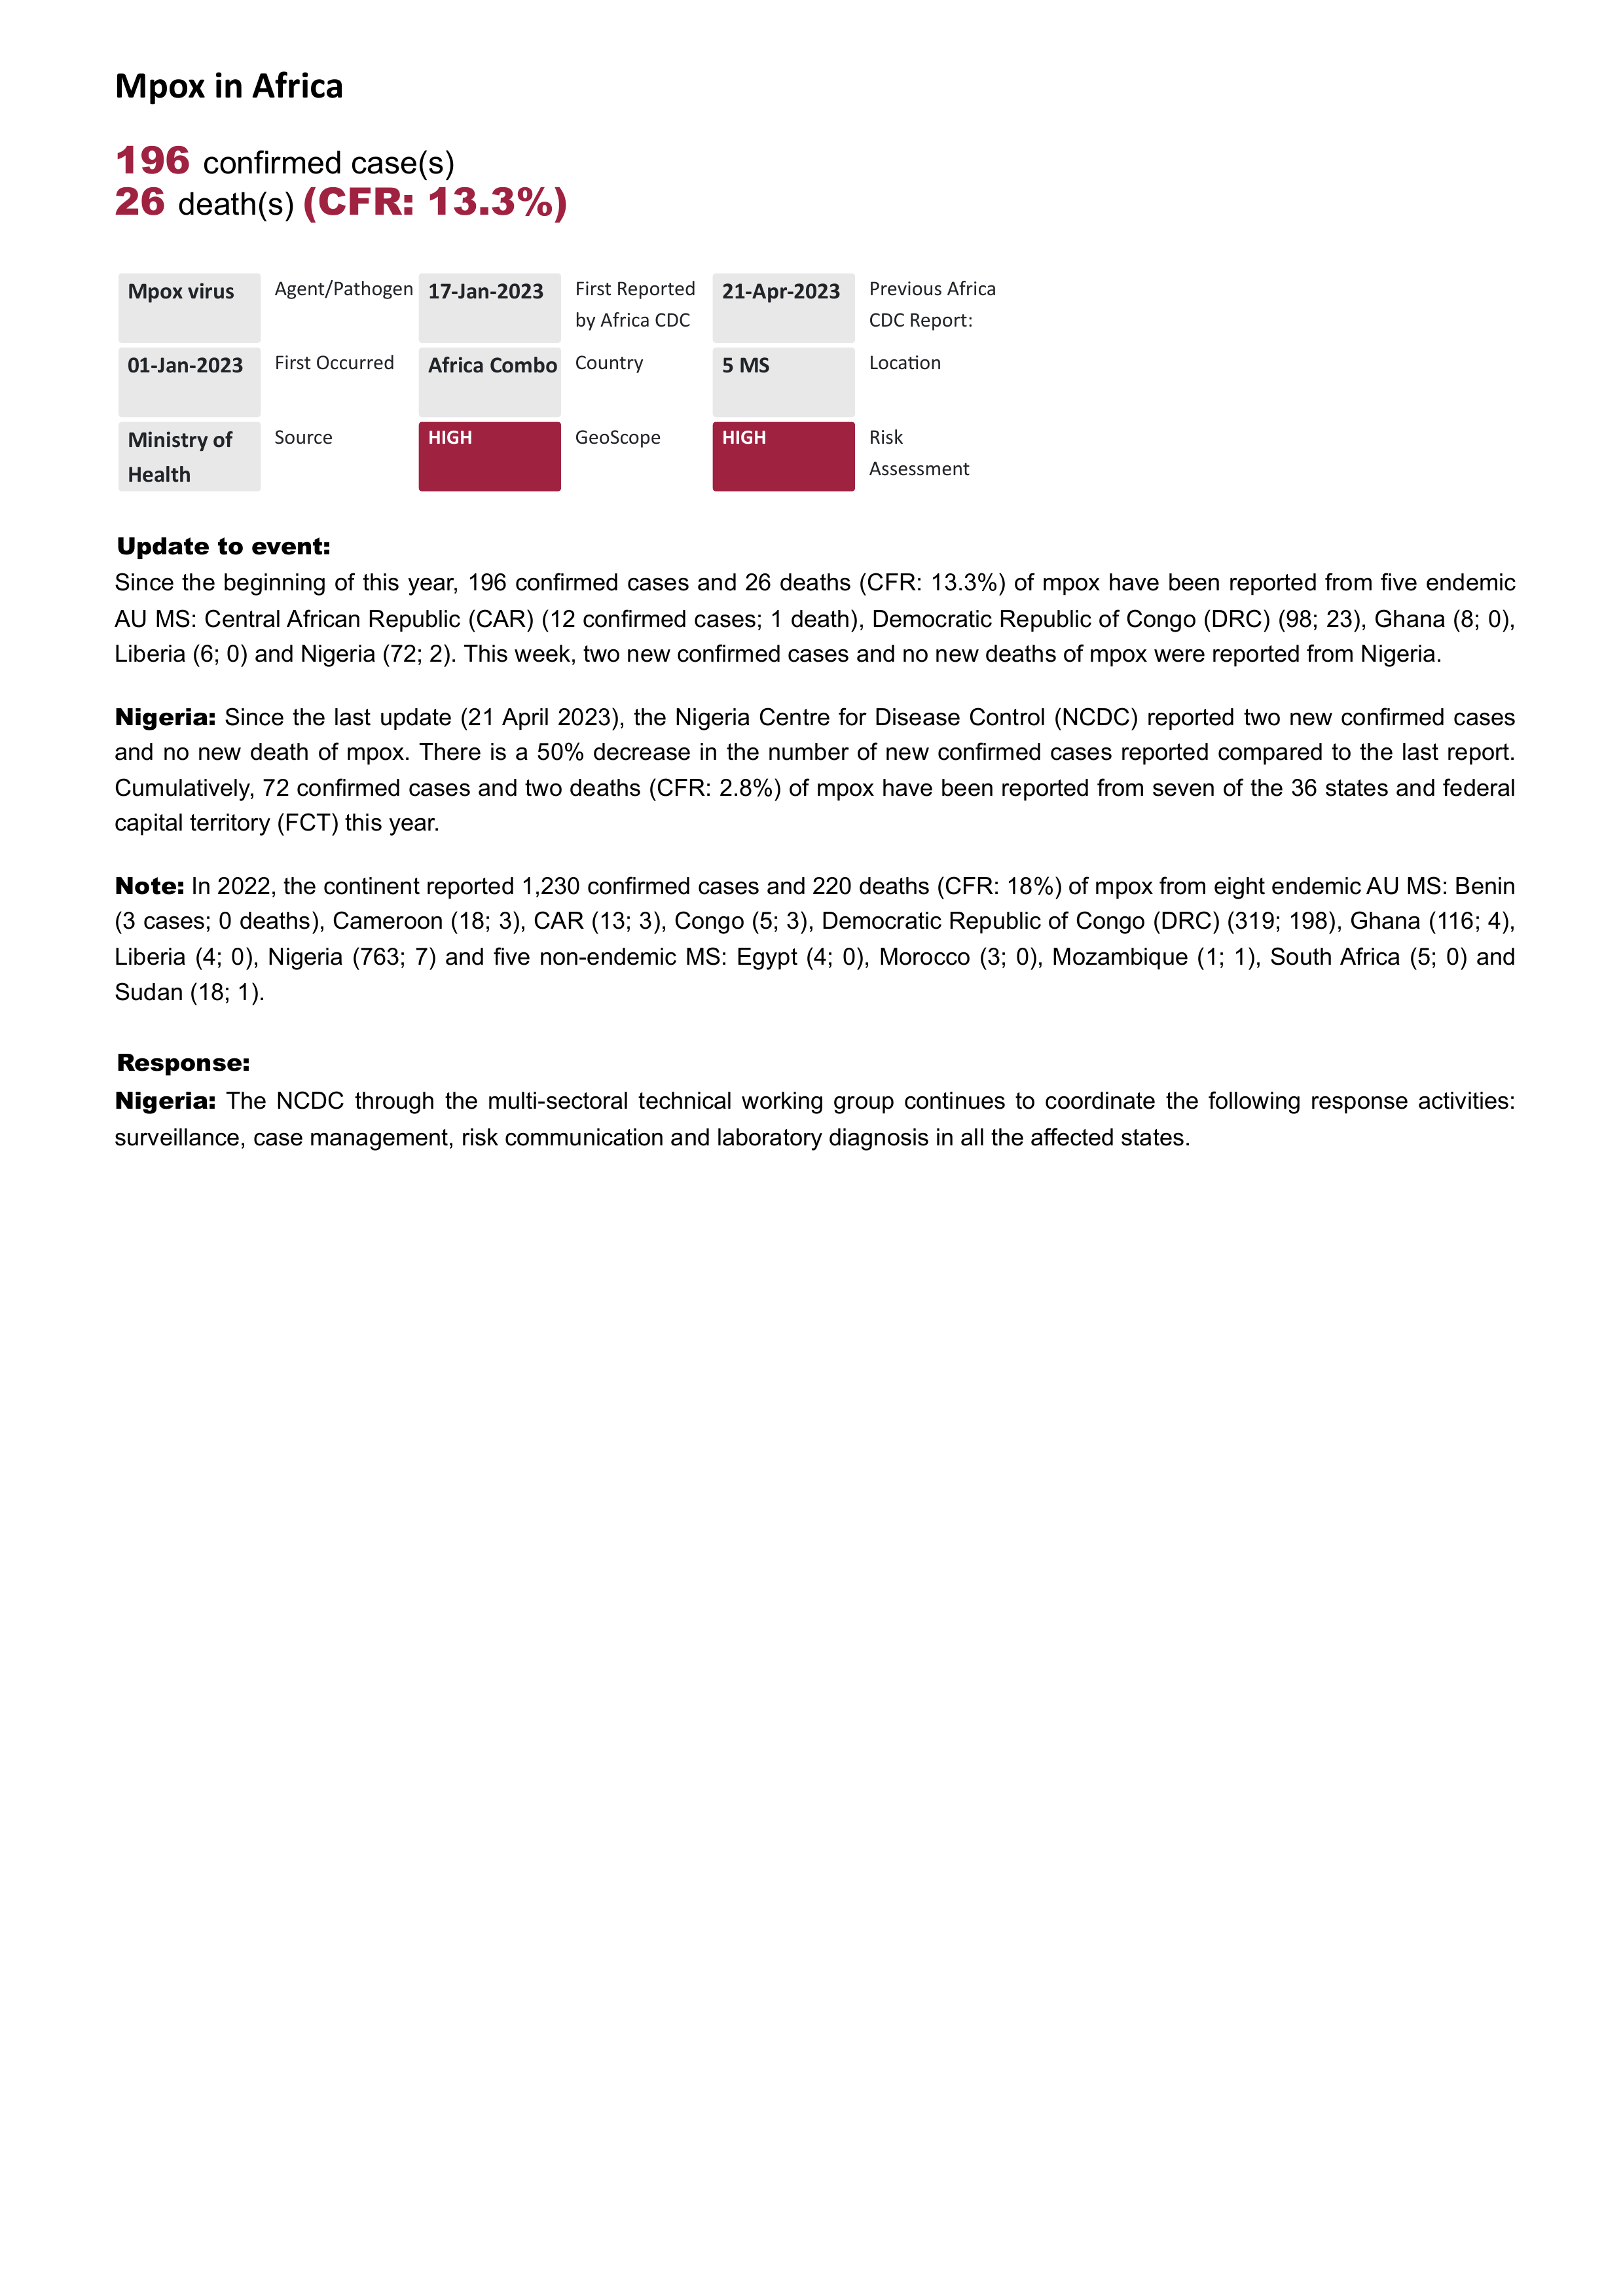 Mpox in Africa
196 confirmed case(s)
26 death(s) (CFR: 13.3%)
Mpox virus
Agent/Pathogen
17-Jan-2023
First Reported
by Africa CDC
21-Apr-2023
Previous Africa
CDC Report:
01-Jan-2023
First Occurred
Africa Combo
Country
5 MS
Location
Ministry of
Health
Source
HIGH
GeoScope
HIGH
Risk
Assessment
Update to event:
Since the beginning of this year, 196 confirmed cases and 26 deaths (CFR: 13.3%) of mpox have been reported from five endemic
AU MS: Central African Republic (CAR) (12 confirmed cases; 1 death), Democratic Republic of Congo (DRC) (98; 23), Ghana (8; 0),
Liberia (6; 0) and Nigeria (72; 2). This week, two new confirmed cases and no new deaths of mpox were reported from Nigeria.
Nigeria: Since the last update (21 April 2023), the Nigeria Centre for Disease Control (NCDC) reported two new confirmed cases
and no new death of mpox. There is a 50% decrease in the number of new confirmed cases reported compared to the last report.
Cumulatively, 72 confirmed cases and two deaths (CFR: 2.8%) of mpox have been reported from seven of the 36 states and federal
capital territory (FCT) this year.
Note: In 2022, the continent reported 1,230 confirmed cases and 220 deaths (CFR: 18%) of mpox from eight endemic AU MS: Benin
(3 cases; 0 deaths), Cameroon (18; 3), CAR (13; 3), Congo (5; 3), Democratic Republic of Congo (DRC) (319; 198), Ghana (116; 4),
Liberia (4; 0), Nigeria (763; 7) and five non-endemic MS: Egypt (4; 0), Morocco (3; 0), Mozambique (1; 1), South Africa (5; 0) and
Sudan (18; 1).
Response:
Nigeria: The NCDC through the multi-sectoral technical working group continues to coordinate the following response activities:
surveillance, case management, risk communication and laboratory diagnosis in all the affected states.